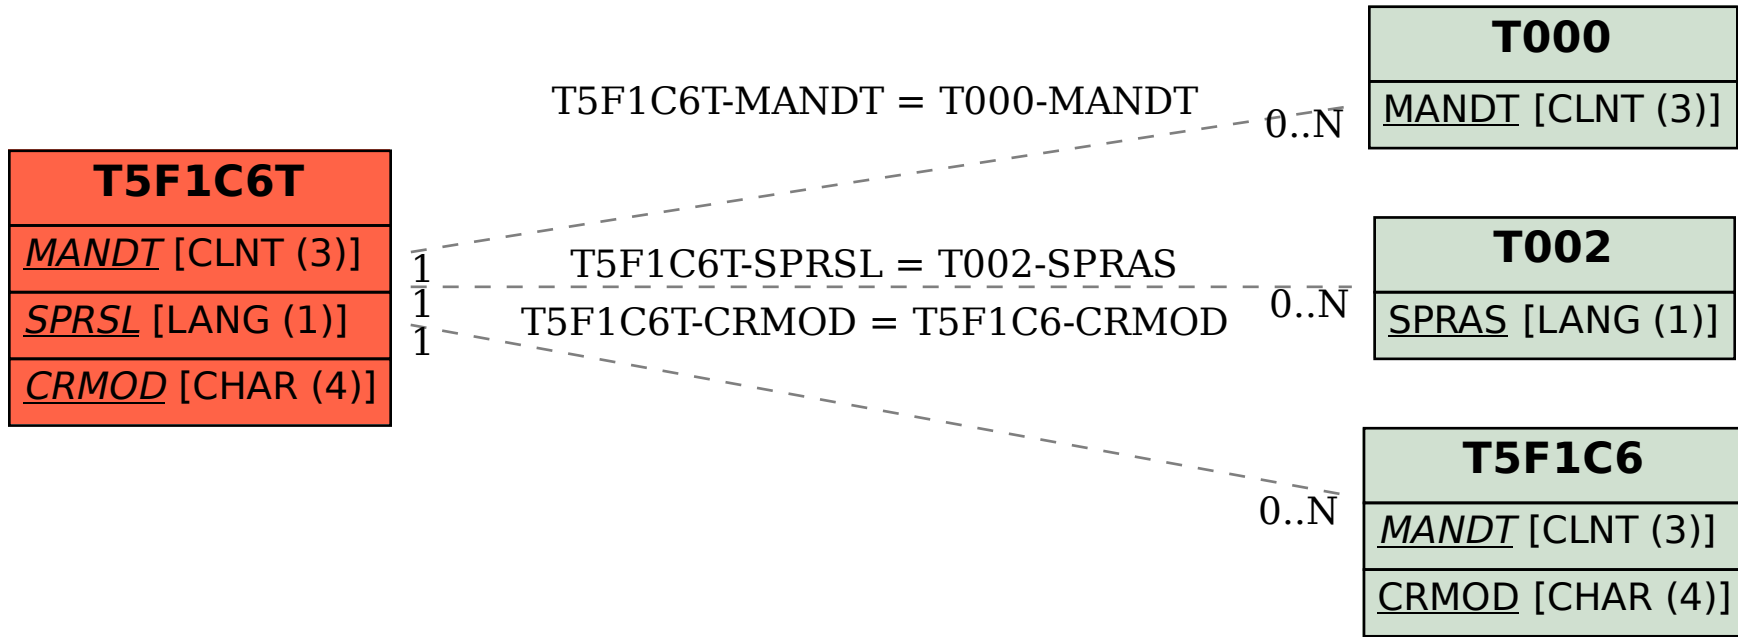 T5F1C6T
MANDT [CLNT (3)]
SPRSL [LANG (1)]
CRMOD [CHAR (4)]
T5F1C6T-MANDT = T000-MANDT
1
0..N
T5F1C6T-SPRSL = T002-SPRAS
1
0..N
T5F1C6T-CRMOD = T5F1C6-CRMOD
1
0..N
T000
MANDT [CLNT (3)]
T002
SPRAS [LANG (1)]
T5F1C6
MANDT [CLNT (3)]
CRMOD [CHAR (4)]